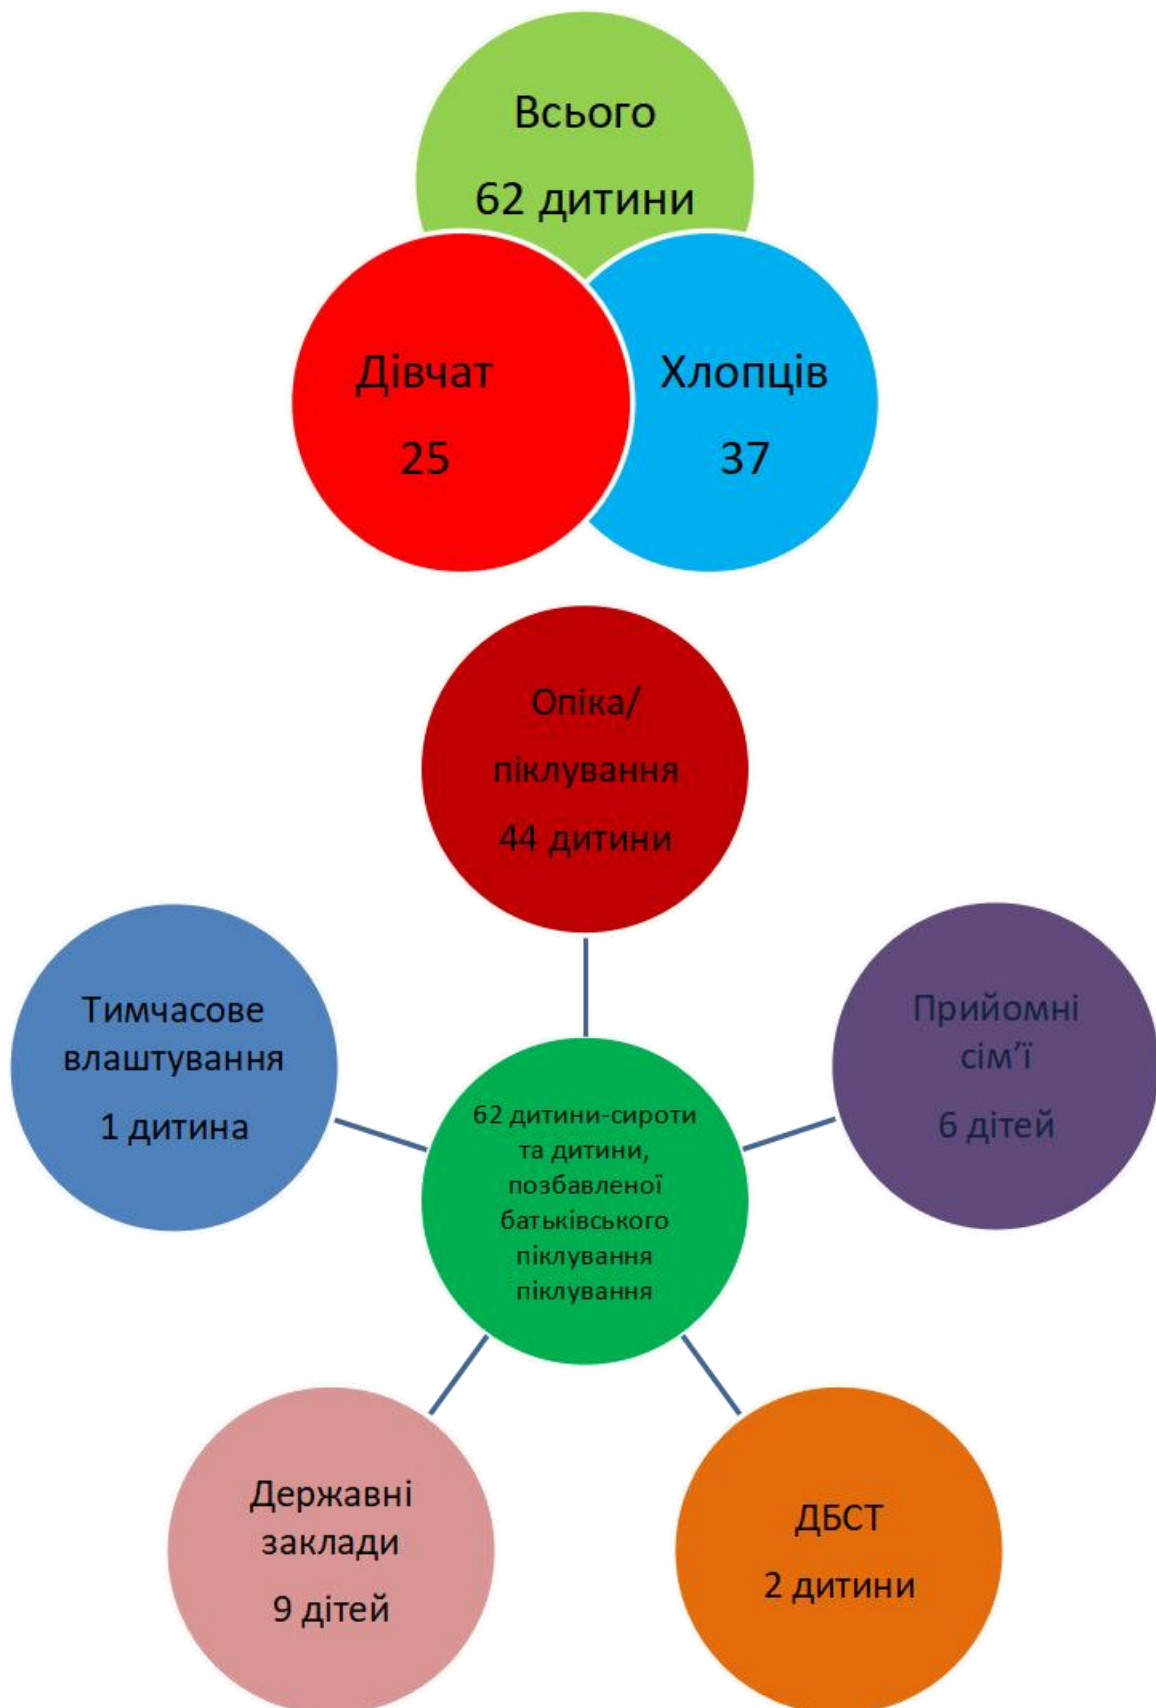 Всього
62 дитини
Дівчат
25
Хлопців
37
Опіка/
піклування
44 дитини
Тимчасове
влаштування
1 дитина
Прийомні
сім’ї
6 дітей
62 дитини-сироти
та дитини,
позбавленої
батьківського
піклування
піклування
Державні
заклади
9 дітей
ДБСТ
2 дитини